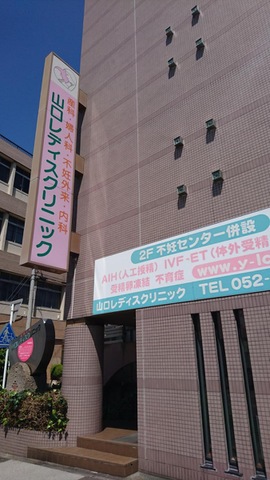 産科・婦人科・不妊外来・内科
山口レディスクリニック
2F 不妊センター併設
AIH(人工授精) IVF-ET(体外受精
不育症
www.y-lc
山口レディスクリニック TEL 052-